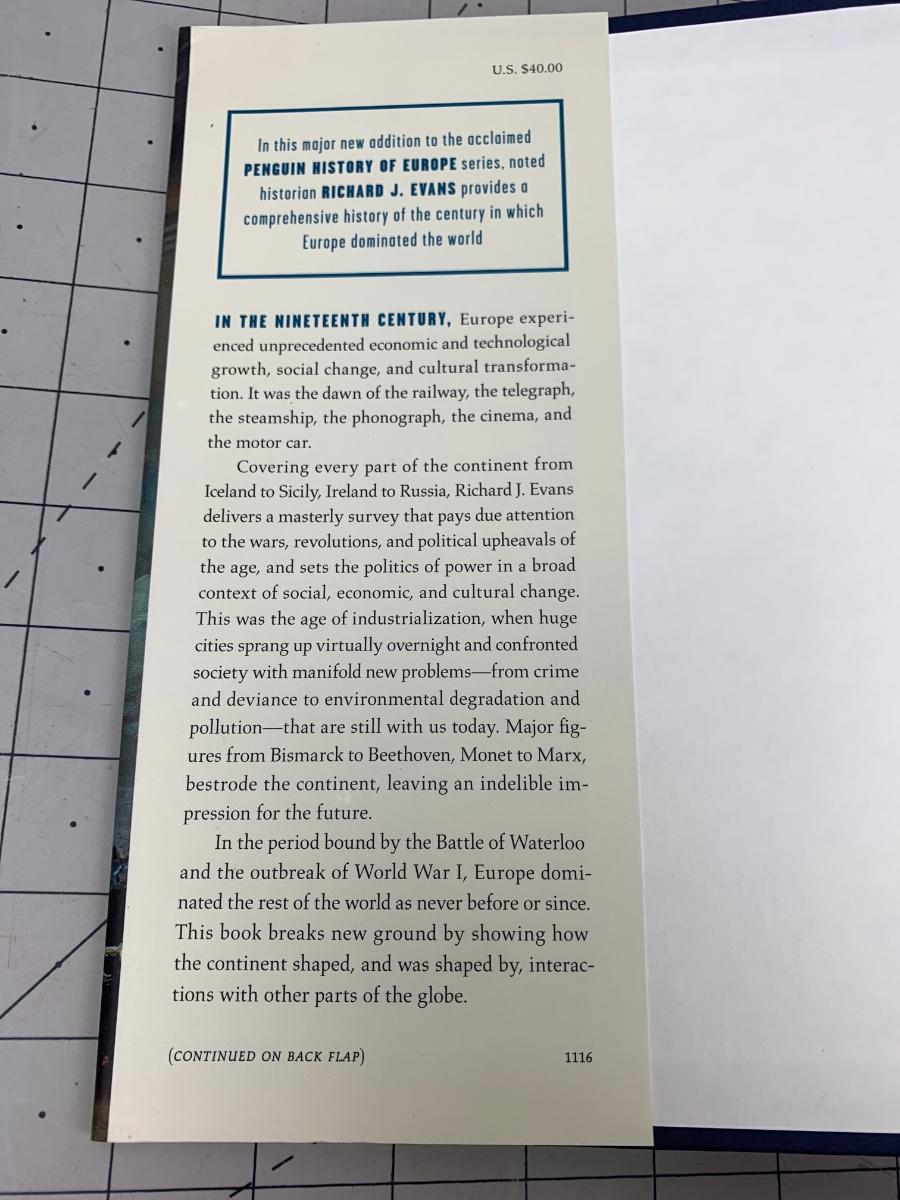 U.S. $40.00
In this major new addition to the acclaimed
PENGUIN HISTORY OF EUROPE series, noted
historian RICHARD J. EVANS provides a
comprehensive history of the century in which
Europe dominated the world
IN THE NINETEENTH CENTURY, Europe experi-
enced unprecedented economic and technological
growth, social change, and cultural transforma-
tion. It was the dawn of the railway, the telegraph,
the steamship, the phonograph, the cinema, and
the motor car.
Covering every part of the continent from
Iceland to Sicily, Ireland to Russia, Richard J. Evans
delivers a masterly survey that pays due attention
to the wars, revolutions, and political upheavals of
the age, and sets the politics of power in a broad
context of social, economic, and cultural change.
This was the age of industrialization, when huge
cities sprang up virtually overnight and confronted
society with manifold new problems—from crime
and deviance to environmental degradation and
pollution—that are still with us today. Major fig-
ures from Bismarck to Beethoven, Monet to Marx,
bestrode the continent, leaving an indelible im-
pression for the future.
In the period bound by the Battle of Waterloo
and the outbreak of World War I, Europe domi-
nated the rest of the world as never before or since.
This book breaks new ground by showing how
the continent shaped, and was shaped by, interac-
tions with other parts of the globe.
(CONTINUED ON BACK FLAP)
1116